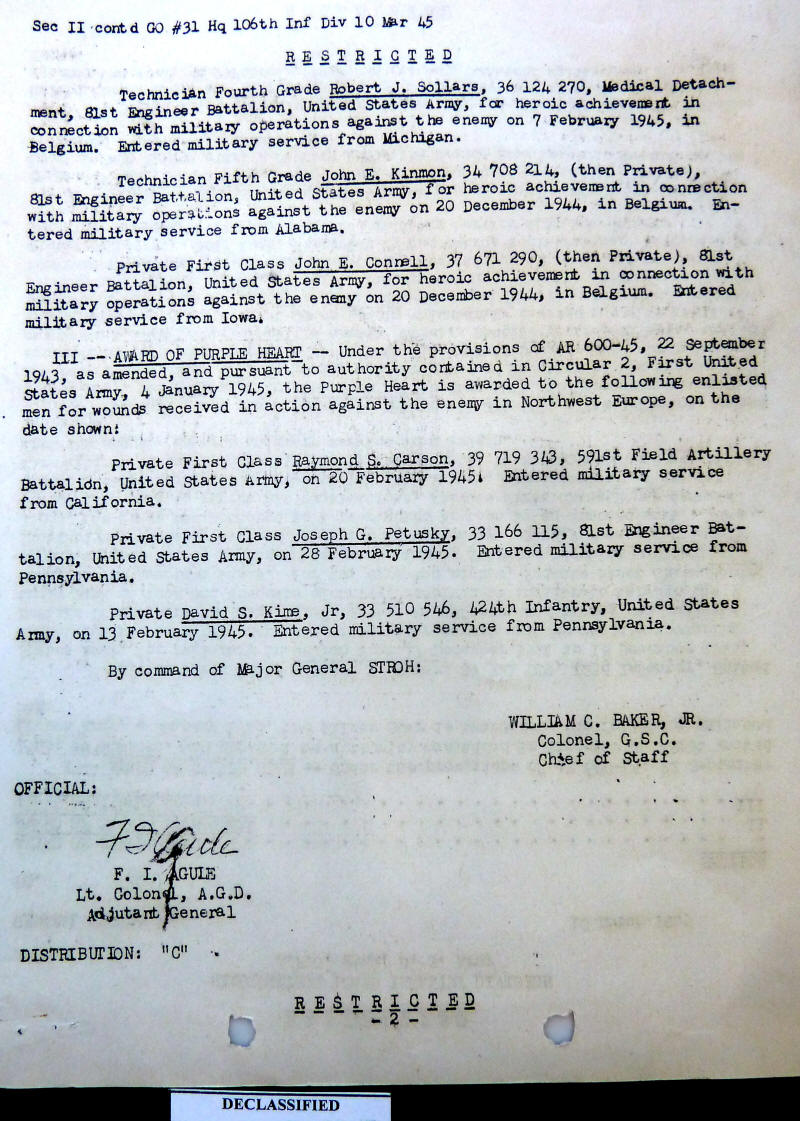 Sec II contd GO #31 Hq 106th Inf Div 10 Mar 45
R E S T R I C T E D
Technician Fourth Grade Robert J. Sollars, 36 124 270, Medical Detach-
ment, 81st Engineer Battalion, United States Army, for heroic achievement in
connection with military operations against the enemy on 7 February 1945, in
Belgium. Entered military service from Michigan.
Technician Fifth Grade John E. Kinmon, 34 708 214, (then Private),
81st Engineer Battalion, United States Army, for heroic achievement in connection
with military operations against the enemy on 20 December 1944, in Belgium. En-
tered military service from Alabama.
Private First Class John E. Connell, 37 671 290, (then Private), 81st
Engineer Battalion, United States Army, for heroic achievement in connection with
military operations against the enemy on 20 December 1944, in Belgium. Entered
military service from Iowa.
III -- AWARD OF PURPLE HEART -- Under the provisions of AR 600-45, 22 September
1943, as amended, and pursuant to authority contained in Circular 2, First United
States Army, 4 January 1945, the Purple Heart is awarded to the following enlisted
men for wounds received in action against the enemy in Northwest Europe, on the
date shown:
Private First Class Raymond S. Carson, 39 719 343, 591st Field Artillery
Battalion, United States Army, on 20 February 1945. Entered military service
from California.
Private First Class Joseph G. Petusky, 33 166 115, 81st Engineer Bat-
talion, United States Army, on 28 February 1945. Entered military service from
Pennsylvania.
Private David S. Kime, Jr, 33 510 546, 424th Infantry, United States
Army, on 13 February 1945. Entered military service from Pennsylvania.
By command of Major General STROH:
WILLIAM C. BAKER, JR.
Colonel, G.S.C.
Chief of Staff
OFFICIAL:
F I Agule
F. I. AGULE
Lt. Colonel, A.G.D.
Adjutant General
DISTRIBUTION: "C"
R E S T R I C T E D
- 2 -
DECLASSIFIED